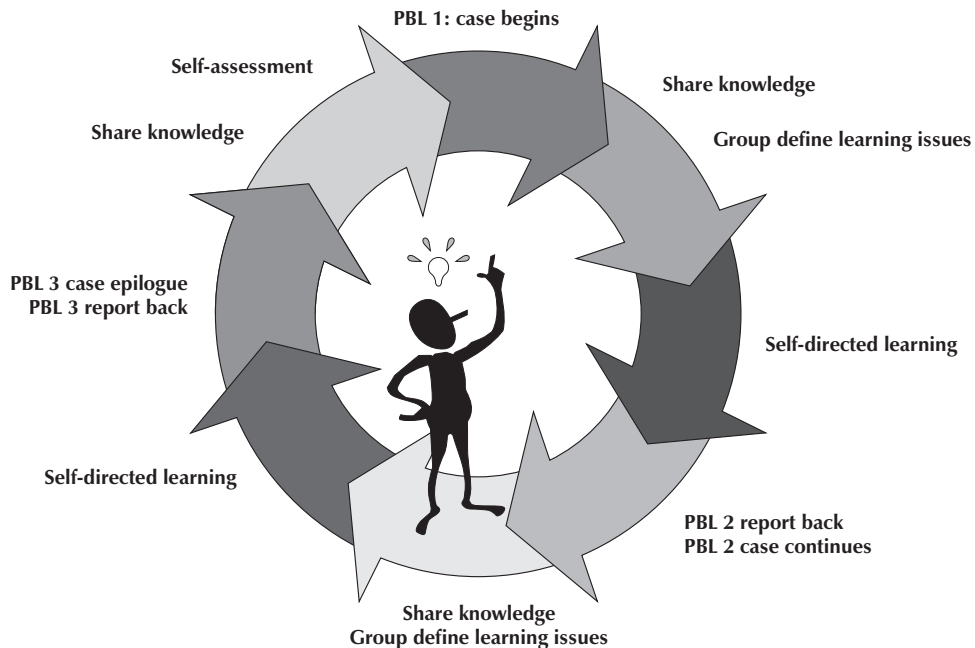 PBL 1: case begins
Share knowledge
Group define learning issues
Self-directed learning
PBL 2 report back
PBL 2 case continues
Share knowledge
Group define learning issues
Self-directed learning
PBL 3 case epilogue
PBL 3 report back
Share knowledge
Self-assessment